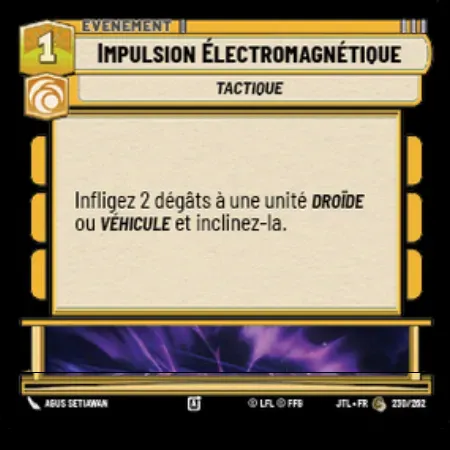 ÉVÉNEMENT
1
IMPULSION ÉLECTROMAGNÉTIQUE
TACTIQUE
Infligez 2 dégâts à une unité DROÏDE
ou VÉHICULE et inclinez-la.
AGUS SETIAWAN
Ⓒ LFL Ⓒ FFG
JTL • FR
230/262